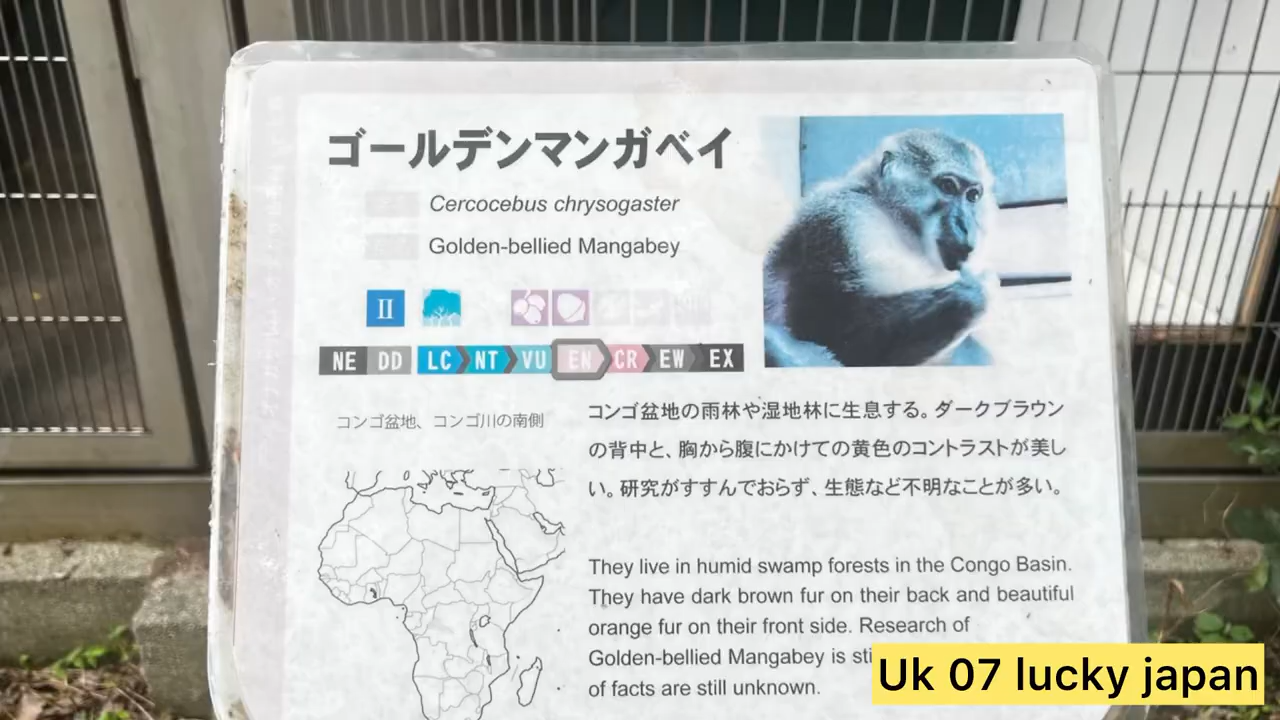 ゴールデンマンガベイ
Cercocebus chrysogaster
Golden-bellied Mangabey
II
NE DD LC NT VU EN CR EW EX
コンゴ盆地、コンゴ川の南側
コンゴ盆地の雨林や湿地林に生息する。ダークブラウン
の背中と、胸から腹にかけての黄色のコントラストが美し
い。研究がすすんでおらず、生態など不明なことが多い。
They live in humid swamp forests in the Congo Basin.
They have dark brown fur on their back and beautiful
orange fur on their front side. Research of
Golden-bellied Mangabey is
of facts are still unknown.
Uk 07 lucky japan